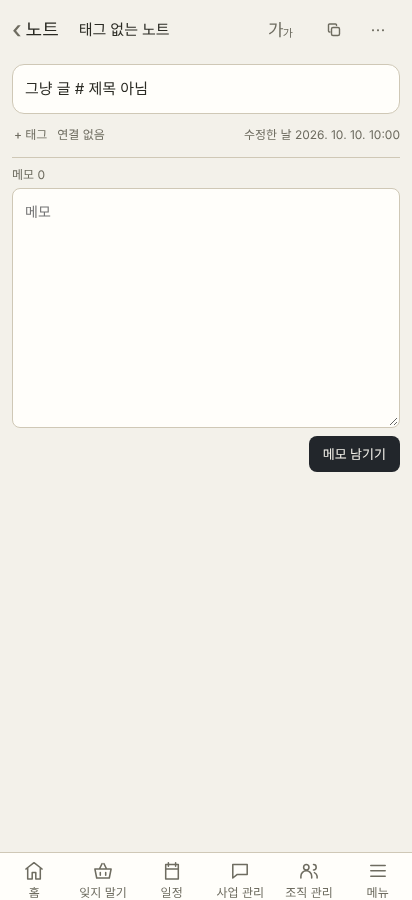 노트 태그 없는 노트 가가
그냥 글 # 제목 아님
+ 태그 연결 없음 수정한 날 2026. 10. 10. 10:00
메모 0
메모
메모 남기기
홈 잊지 말기 일정 사업 관리 조직 관리 메뉴